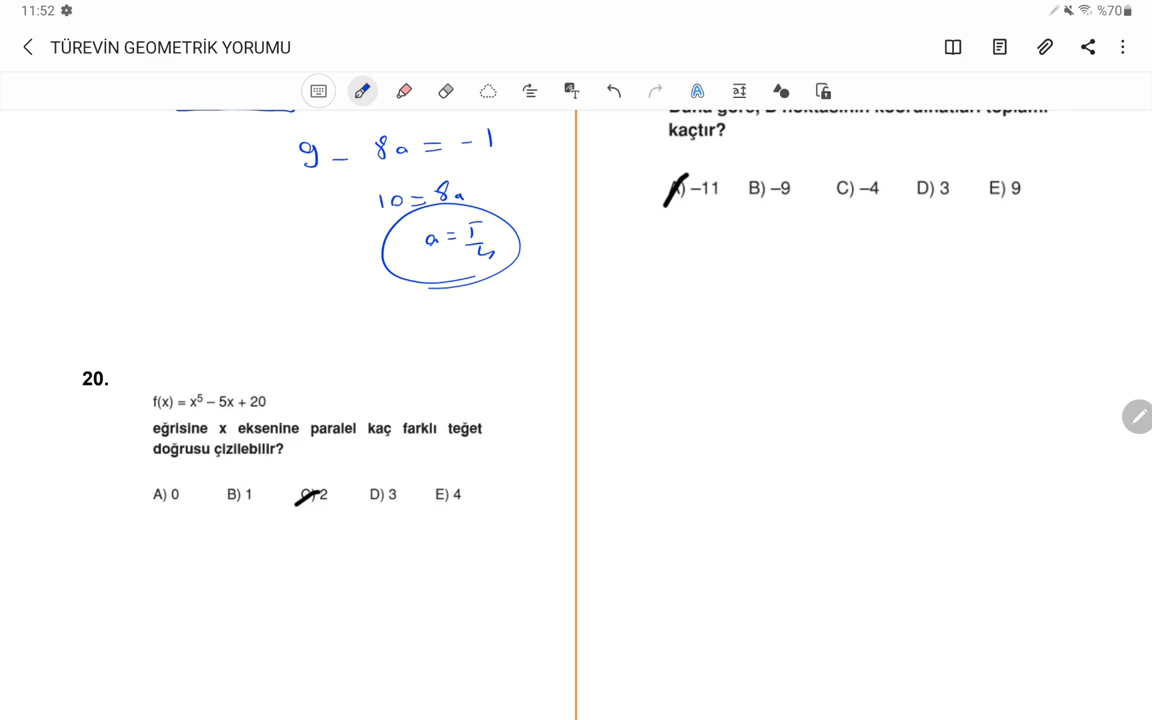 11:52 %70
TÜREVİN GEOMETRİK YORUMU
9 - 8a = -1
10 = 8a
a = 5/4
kaçtır?
A) –11 B) –9 C) –4 D) 3 E) 9
20.
f(x) = x⁵ – 5x + 20
eğrisine x eksenine paralel kaç farklı teğet
doğrusu çizilebilir?
A) 0 B) 1 C) 2 D) 3 E) 4